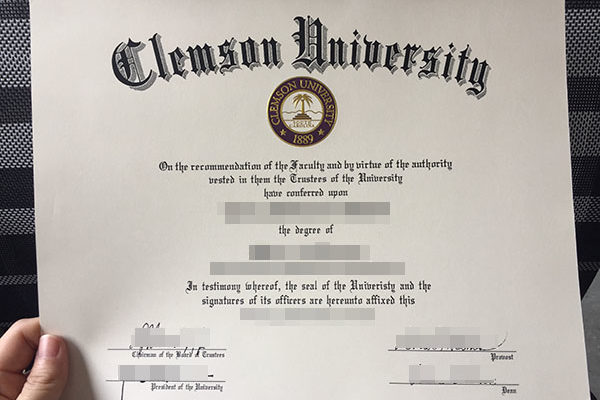 Clemson University
CLEMSON UNIVERSITY
1889
On the recommendation of the Faculty and by virtue of the authority
vested in them the Trustees of the University
have conferred upon
the degree of
In testimony whereof, the seal of the Univeristy and the
signatures of its officers are hereunto affixed this
Chairman of the Board of Trustees
Provost
President of the University
Dean